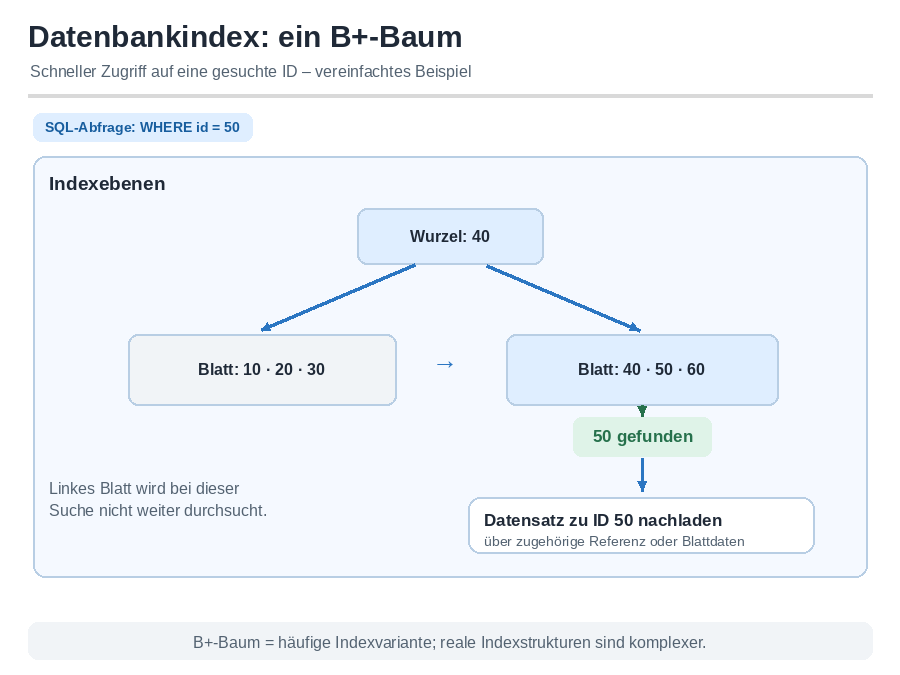 Datenbankindex: ein B+-Baum
Schneller Zugriff auf eine gesuchte ID – vereinfachtes Beispiel
SQL-Abfrage: WHERE id = 50
Indexebenen
Wurzel: 40
Blatt: 10 · 20 · 30
→
Blatt: 40 · 50 · 60
50 gefunden
Linkes Blatt wird bei dieser
Suche nicht weiter durchsucht.
Datensatz zu ID 50 nachladen
über zugehörige Referenz oder Blattdaten
B+-Baum = häufige Indexvariante; reale Indexstrukturen sind komplexer.